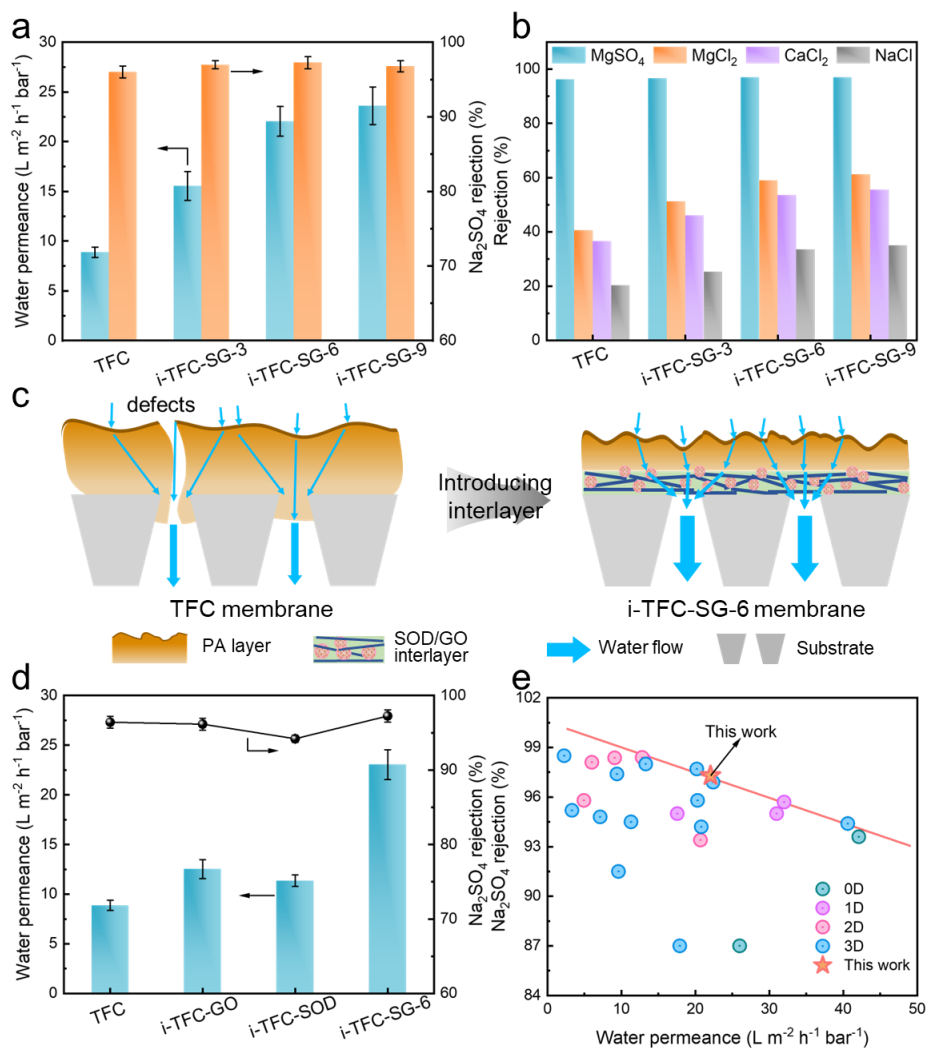 a
Water permeance (L m⁻² h⁻¹ bar⁻¹)
30
25
20
15
10
5
0
100
90
80
70
60
Na₂SO₄ rejection (%)
TFC
i-TFC-SG-3
i-TFC-SG-6
i-TFC-SG-9
b
Rejection (%)
100
80
60
40
20
0
MgSO₄ MgCl₂ CaCl₂ NaCl
TFC
i-TFC-SG-3
i-TFC-SG-6
i-TFC-SG-9
c
defects
Introducing
interlayer
TFC membrane
i-TFC-SG-6 membrane
PA layer
SOD/GO
interlayer
Water flow
Substrate
d
Water permeance (L m⁻² h⁻¹ bar⁻¹)
30
25
20
15
10
5
0
100
90
80
70
60
Na₂SO₄ rejection (%)
TFC
i-TFC-GO
i-TFC-SOD
i-TFC-SG-6
e
Na₂SO₄ rejection (%)
102
99
96
93
90
87
84
This work
0D
1D
2D
3D
This work
0 10 20 30 40 50
Water permeance (L m⁻² h⁻¹ bar⁻¹)